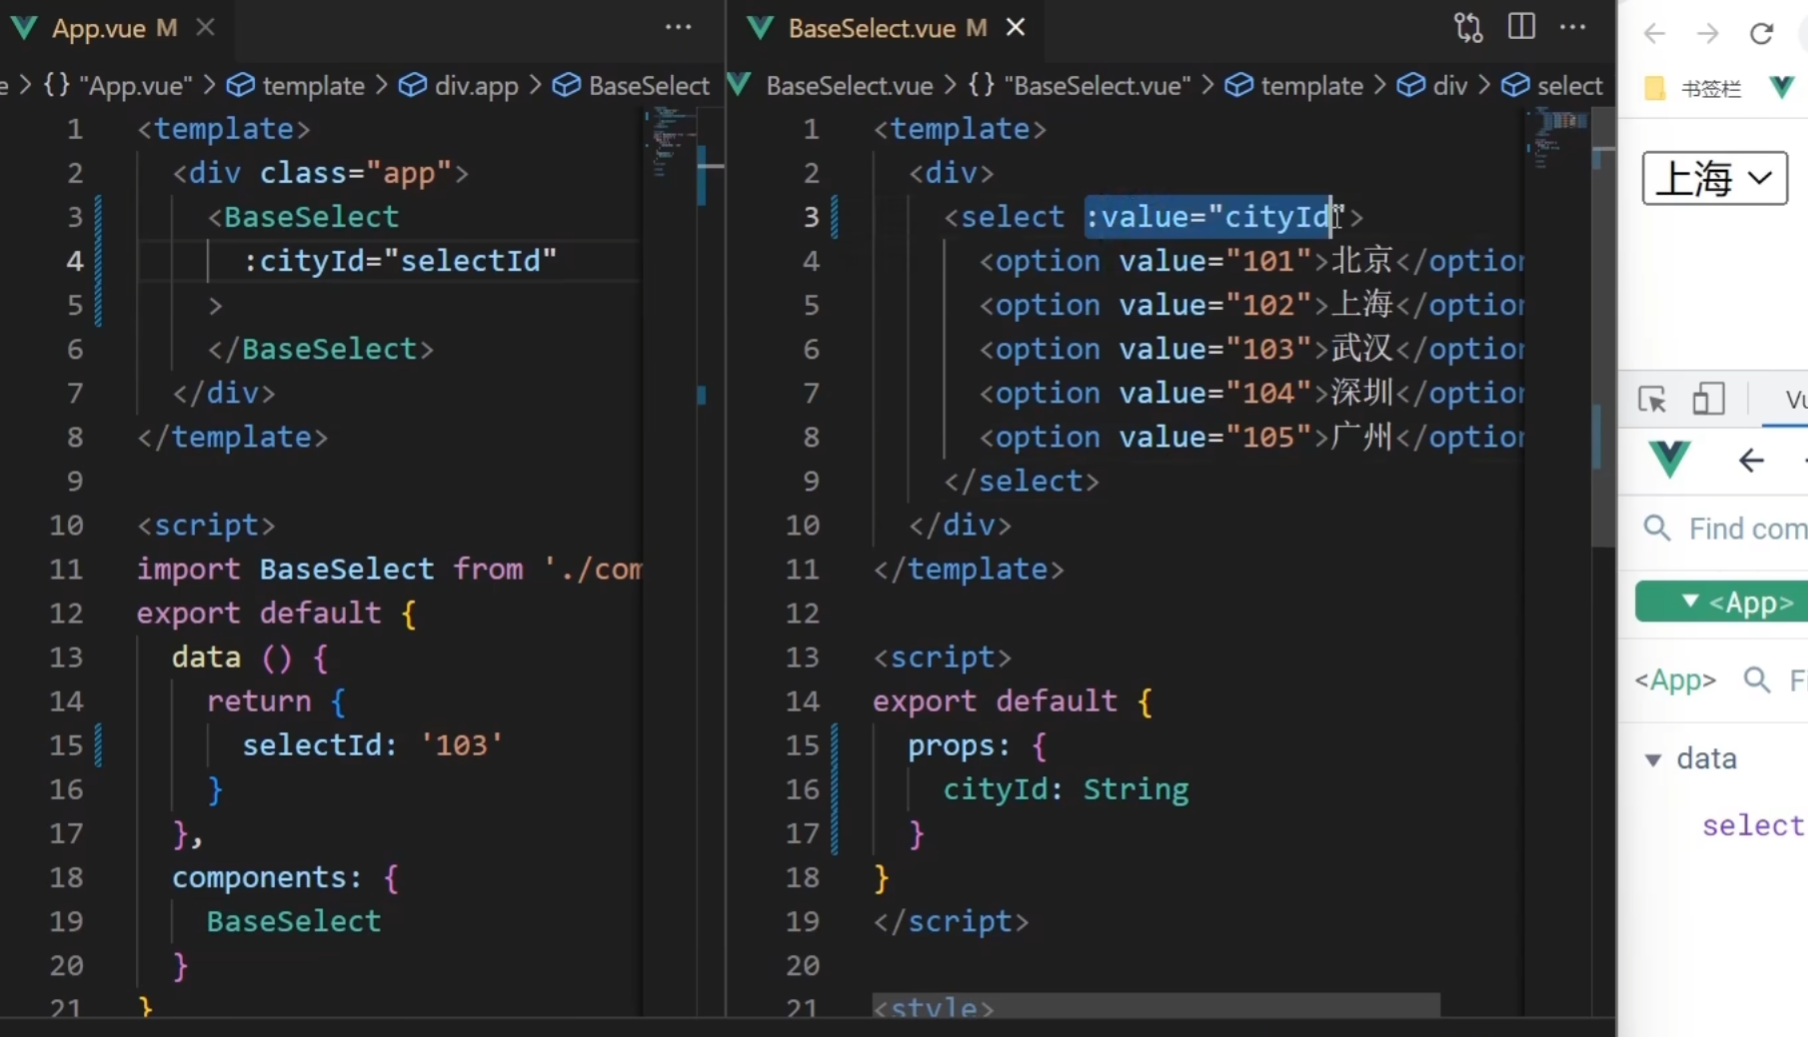 App.vue M
e > {} "App.vue" > template > div.app > BaseSelect
1 <template>
2 <div class="app">
3 <BaseSelect
4 :cityId="selectId"
5 >
6 </BaseSelect>
7 </div>
8 </template>
9
10 <script>
11 import BaseSelect from './com
12 export default {
13 data () {
14 return {
15 selectId: '103'
16 }
17 },
18 components: {
19 BaseSelect
20 }
21 }
BaseSelect.vue M
BaseSelect.vue > {} "BaseSelect.vue" > template > div > select
1 <template>
2 <div>
3 <select :value="cityId">
4 <option value="101">北京</option
5 <option value="102">上海</option
6 <option value="103">武汉</option
7 <option value="104">深圳</option
8 <option value="105">广州</option
9 </select>
10 </div>
11 </template>
12
13 <script>
14 export default {
15 props: {
16 cityId: String
17 }
18 }
19 </script>
20
21 <style>
书签栏
上海
Vu
Find com
<App>
<App> Fi
data
select